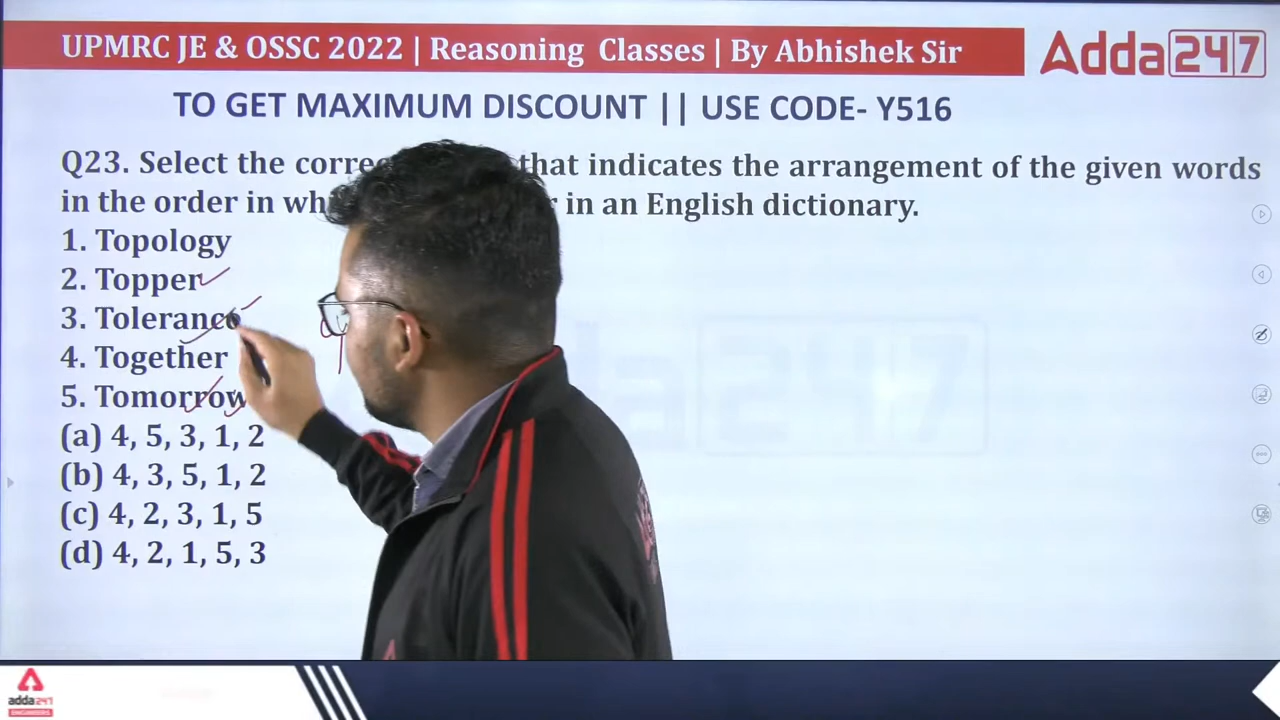 UPMRC JE & OSSC 2022 | Reasoning Classes | By Abhishek Sir
Adda247
TO GET MAXIMUM DISCOUNT || USE CODE- Y516
Q23. Select the that indicates the arrangement of the given words
in the order in in an English dictionary.
1. Topology
2. Topper
3. Tolerance
4. Together
5. Tomorrow
(a) 4, 5, 3, 1, 2
(b) 4, 3, 5, 1, 2
(c) 4, 2, 3, 1, 5
(d) 4, 2, 1, 5, 3
adda247
ENGINEERS